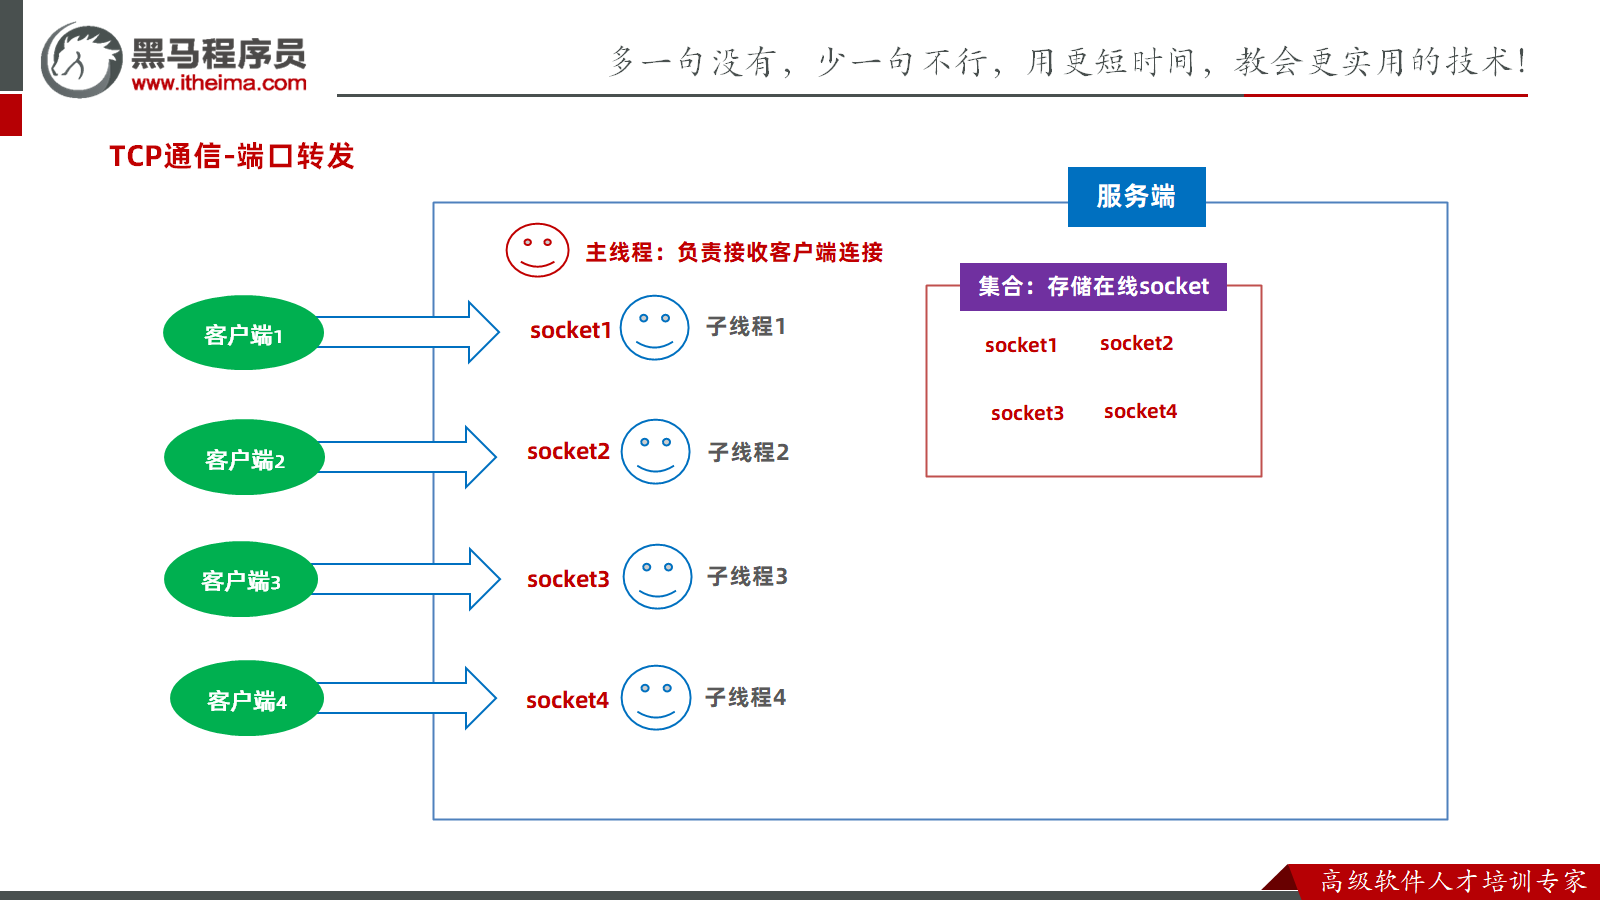 黑马程序员
www.itheima.com
多一句没有，少一句不行，用更短时间，教会更实用的技术！
TCP通信-端口转发
服务端
主线程：负责接收客户端连接
集合：存储在线socket
客户端1
socket1
子线程1
socket1
socket2
socket3
socket4
客户端2
socket2
子线程2
客户端3
socket3
子线程3
客户端4
socket4
子线程4
高级软件人才培训专家